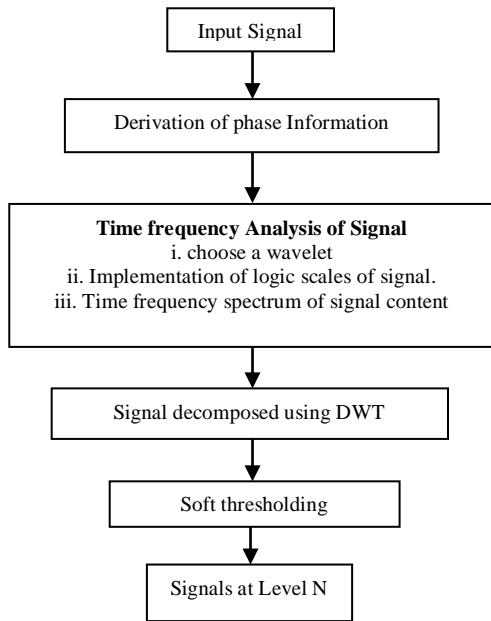 Input Signal
Derivation of phase Information
Time frequency Analysis of Signal
i. choose a wavelet
ii. Implementation of logic scales of signal.
iii. Time frequency spectrum of signal content
Signal decomposed using DWT
Soft thresholding
Signals at Level N